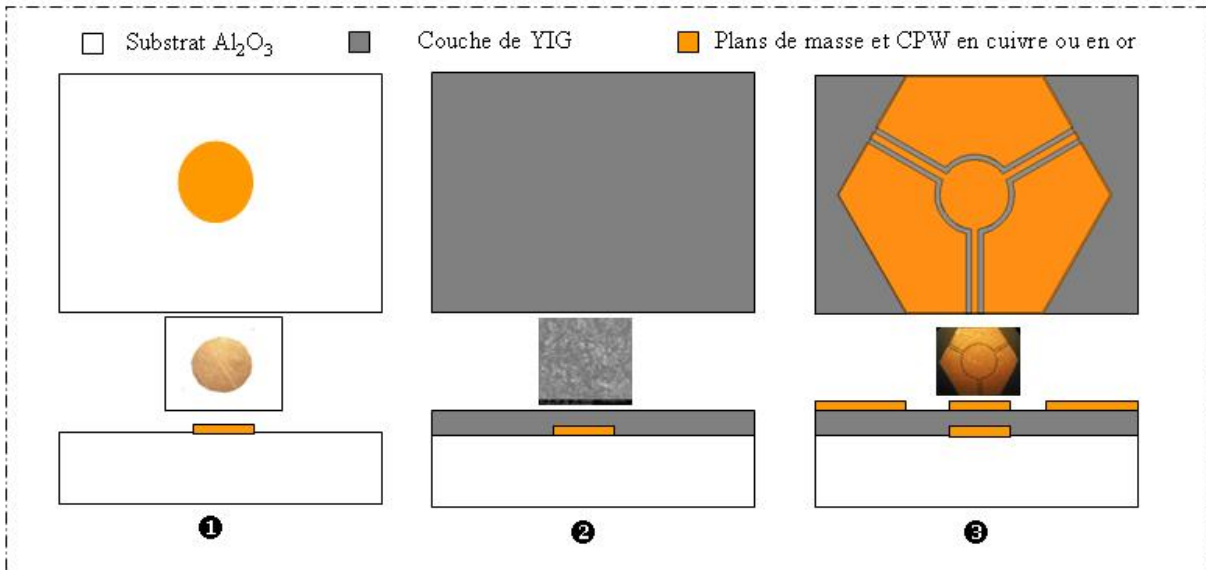 Substrat Al₂O₃ Couche de YIG Plans de masse et CPW en cuivre ou en or
❶ ❷ ❸